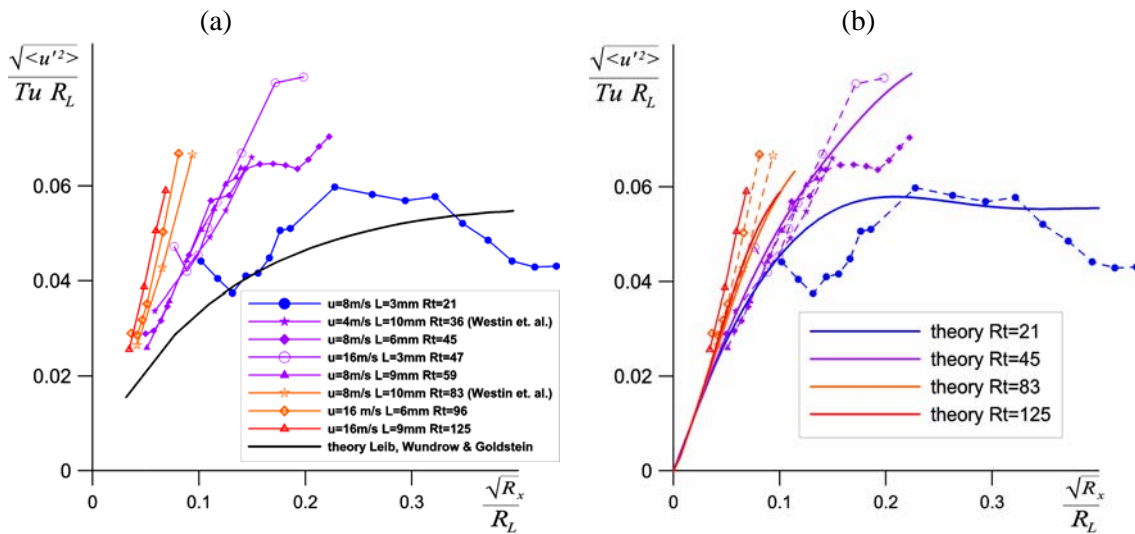 (a)
√<u'²>
Tu R_L
0.06
0.04
0.02
0
0
0.1
0.2
0.3
√R_x
R_L
u=8m/s L=3mm Rt=21
u=4m/s L=10mm Rt=36 (Westin et. al.)
u=8m/s L=6mm Rt=45
u=16m/s L=3mm Rt=47
u=8m/s L=9mm Rt=59
u=8m/s L=10mm Rt=83 (Westin et. al.)
u=16 m/s L=6mm Rt=96
u=16m/s L=9mm Rt=125
theory Leib, Wundrow & Goldstein
(b)
√<u'²>
Tu R_L
0.06
0.04
0.02
0
0
0.1
0.2
0.3
√R_x
R_L
theory Rt=21
theory Rt=45
theory Rt=83
theory Rt=125